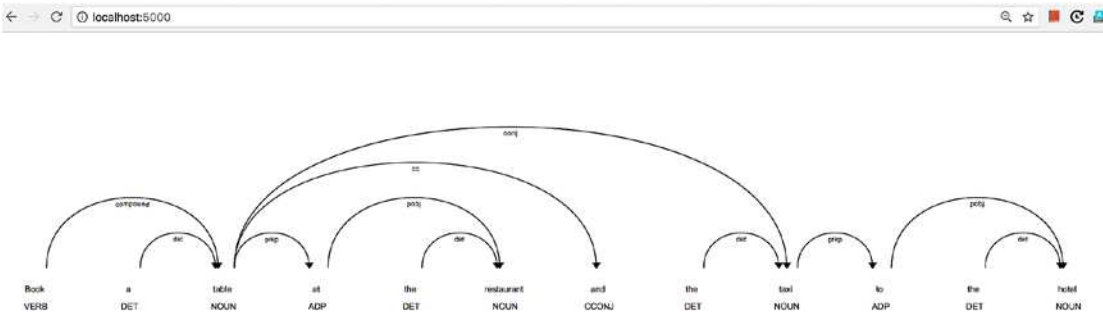 localhost:5000
conj
cc
compound
pobj
pobj
det
prep
det
det
prep
det
Book a table at the restaurant and the taxi to the hotel
VERB DET NOUN ADP DET NOUN CCONJ DET NOUN ADP DET NOUN